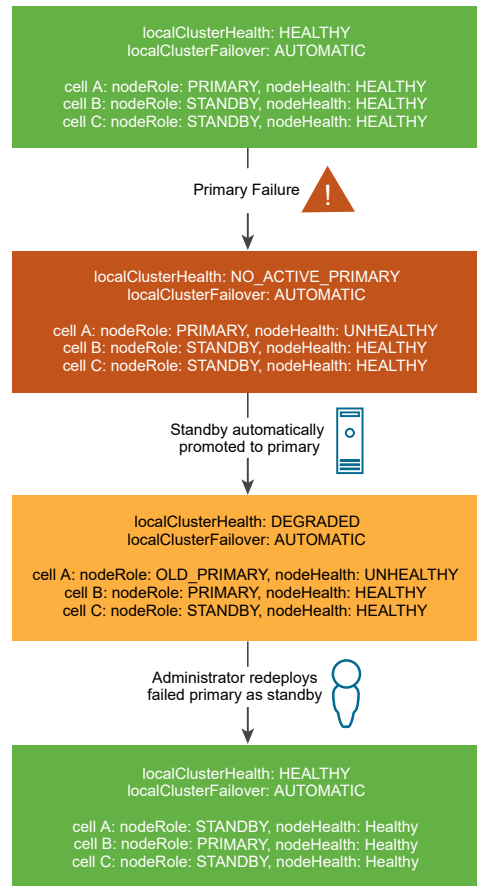 localClusterHealth: HEALTHY
localClusterFailover: AUTOMATIC
cell A: nodeRole: PRIMARY, nodeHealth: HEALTHY
cell B: nodeRole: STANDBY, nodeHealth: HEALTHY
cell C: nodeRole: STANDBY, nodeHealth: HEALTHY
Primary Failure
!
localClusterHealth: NO_ACTIVE_PRIMARY
localClusterFailover: AUTOMATIC
cell A: nodeRole: PRIMARY, nodeHealth: UNHEALTHY
cell B: nodeRole: STANDBY, nodeHealth: HEALTHY
cell C: nodeRole: STANDBY, nodeHealth: HEALTHY
Standby automatically
promoted to primary
localClusterHealth: DEGRADED
localClusterFailover: AUTOMATIC
cell A: nodeRole: OLD_PRIMARY, nodeHealth: UNHEALTHY
cell B: nodeRole: PRIMARY, nodeHealth: HEALTHY
cell C: nodeRole: STANDBY, nodeHealth: HEALTHY
Administrator redeploys
failed primary as standby
localClusterHealth: HEALTHY
localClusterFailover: AUTOMATIC
cell A: nodeRole: STANDBY, nodeHealth: Healthy
cell B: nodeRole: PRIMARY, nodeHealth: Healthy
cell C: nodeRole: STANDBY, nodeHealth: Healthy